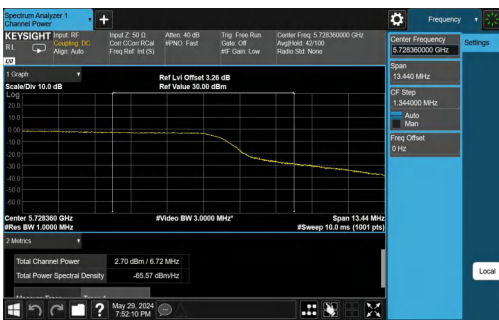 Spectrum Analyzer 1
Channel Power
Frequency
Settings
KEYSIGHT
Input: RF
Coupling: DC
Align: Auto
Input Z: 50 Ω
Corr CCorr RCal
Freq Ref: Int (S)
Atten: 40 dB
#PNO: Fast
Trig: Free Run
Gate: Off
#IF Gain: Low
Center Freq: 5.728360000 GHz
Avg|Hold: 42/100
Radio Std: None
R L
Center Frequency
5.728360000 GHz
Span
13.440 MHz
CF Step
1.344000 MHz
Auto
Man
Freq Offset
0 Hz
1 Graph
Scale/Div 10.0 dB
Ref Lvl Offset 3.26 dB
Ref Value 30.00 dBm
Log
20.0
10.0
0.00
-10.0
-20.0
-30.0
-40.0
-50.0
-60.0
Center 5.728360 GHz
#Res BW 1.0000 MHz
#Video BW 3.0000 MHz*
Span 13.44 MHz
#Sweep 10.0 ms (1001 pts)
2 Metrics
Total Channel Power
2.70 dBm / 6.72 MHz
Total Power Spectral Density
-65.57 dBm/Hz
Local
May 29, 2024
7:52:10 PM